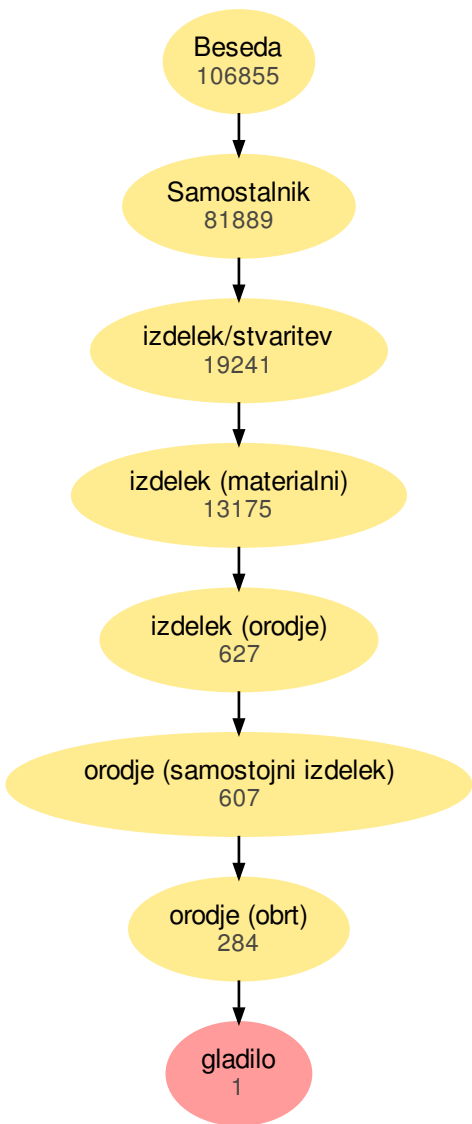 Beseda
106855
Samostalnik
81889
izdelek/stvaritev
19241
izdelek (materialni)
13175
izdelek (orodje)
627
orodje (samostojni izdelek)
607
orodje (obrt)
284
gladilo
1